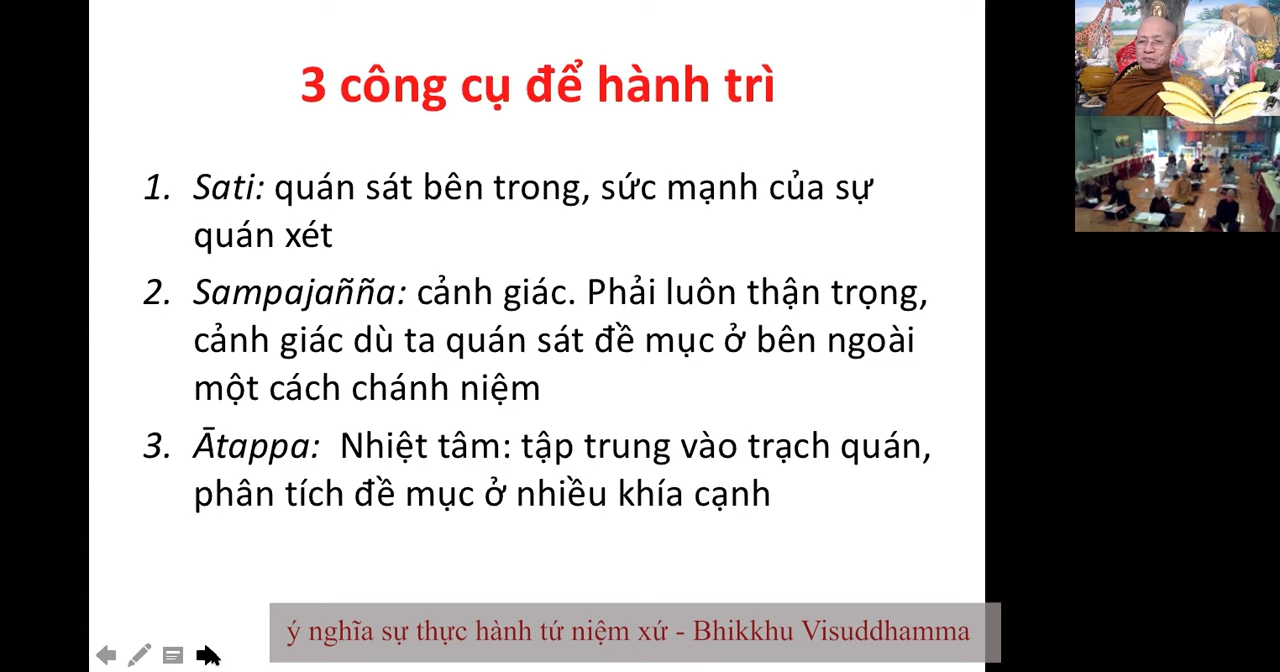 3 công cụ để hành trì
1. Sati: quán sát bên trong, sức mạnh của sự
quán xét
2. Sampajañña: cảnh giác. Phải luôn thận trọng,
cảnh giác dù ta quán sát đề mục ở bên ngoài
một cách chánh niệm
3. Ātappa: Nhiệt tâm: tập trung vào trạch quán,
phân tích đề mục ở nhiều khía cạnh
ý nghĩa sự thực hành tứ niệm xứ - Bhikkhu Visuddhamma